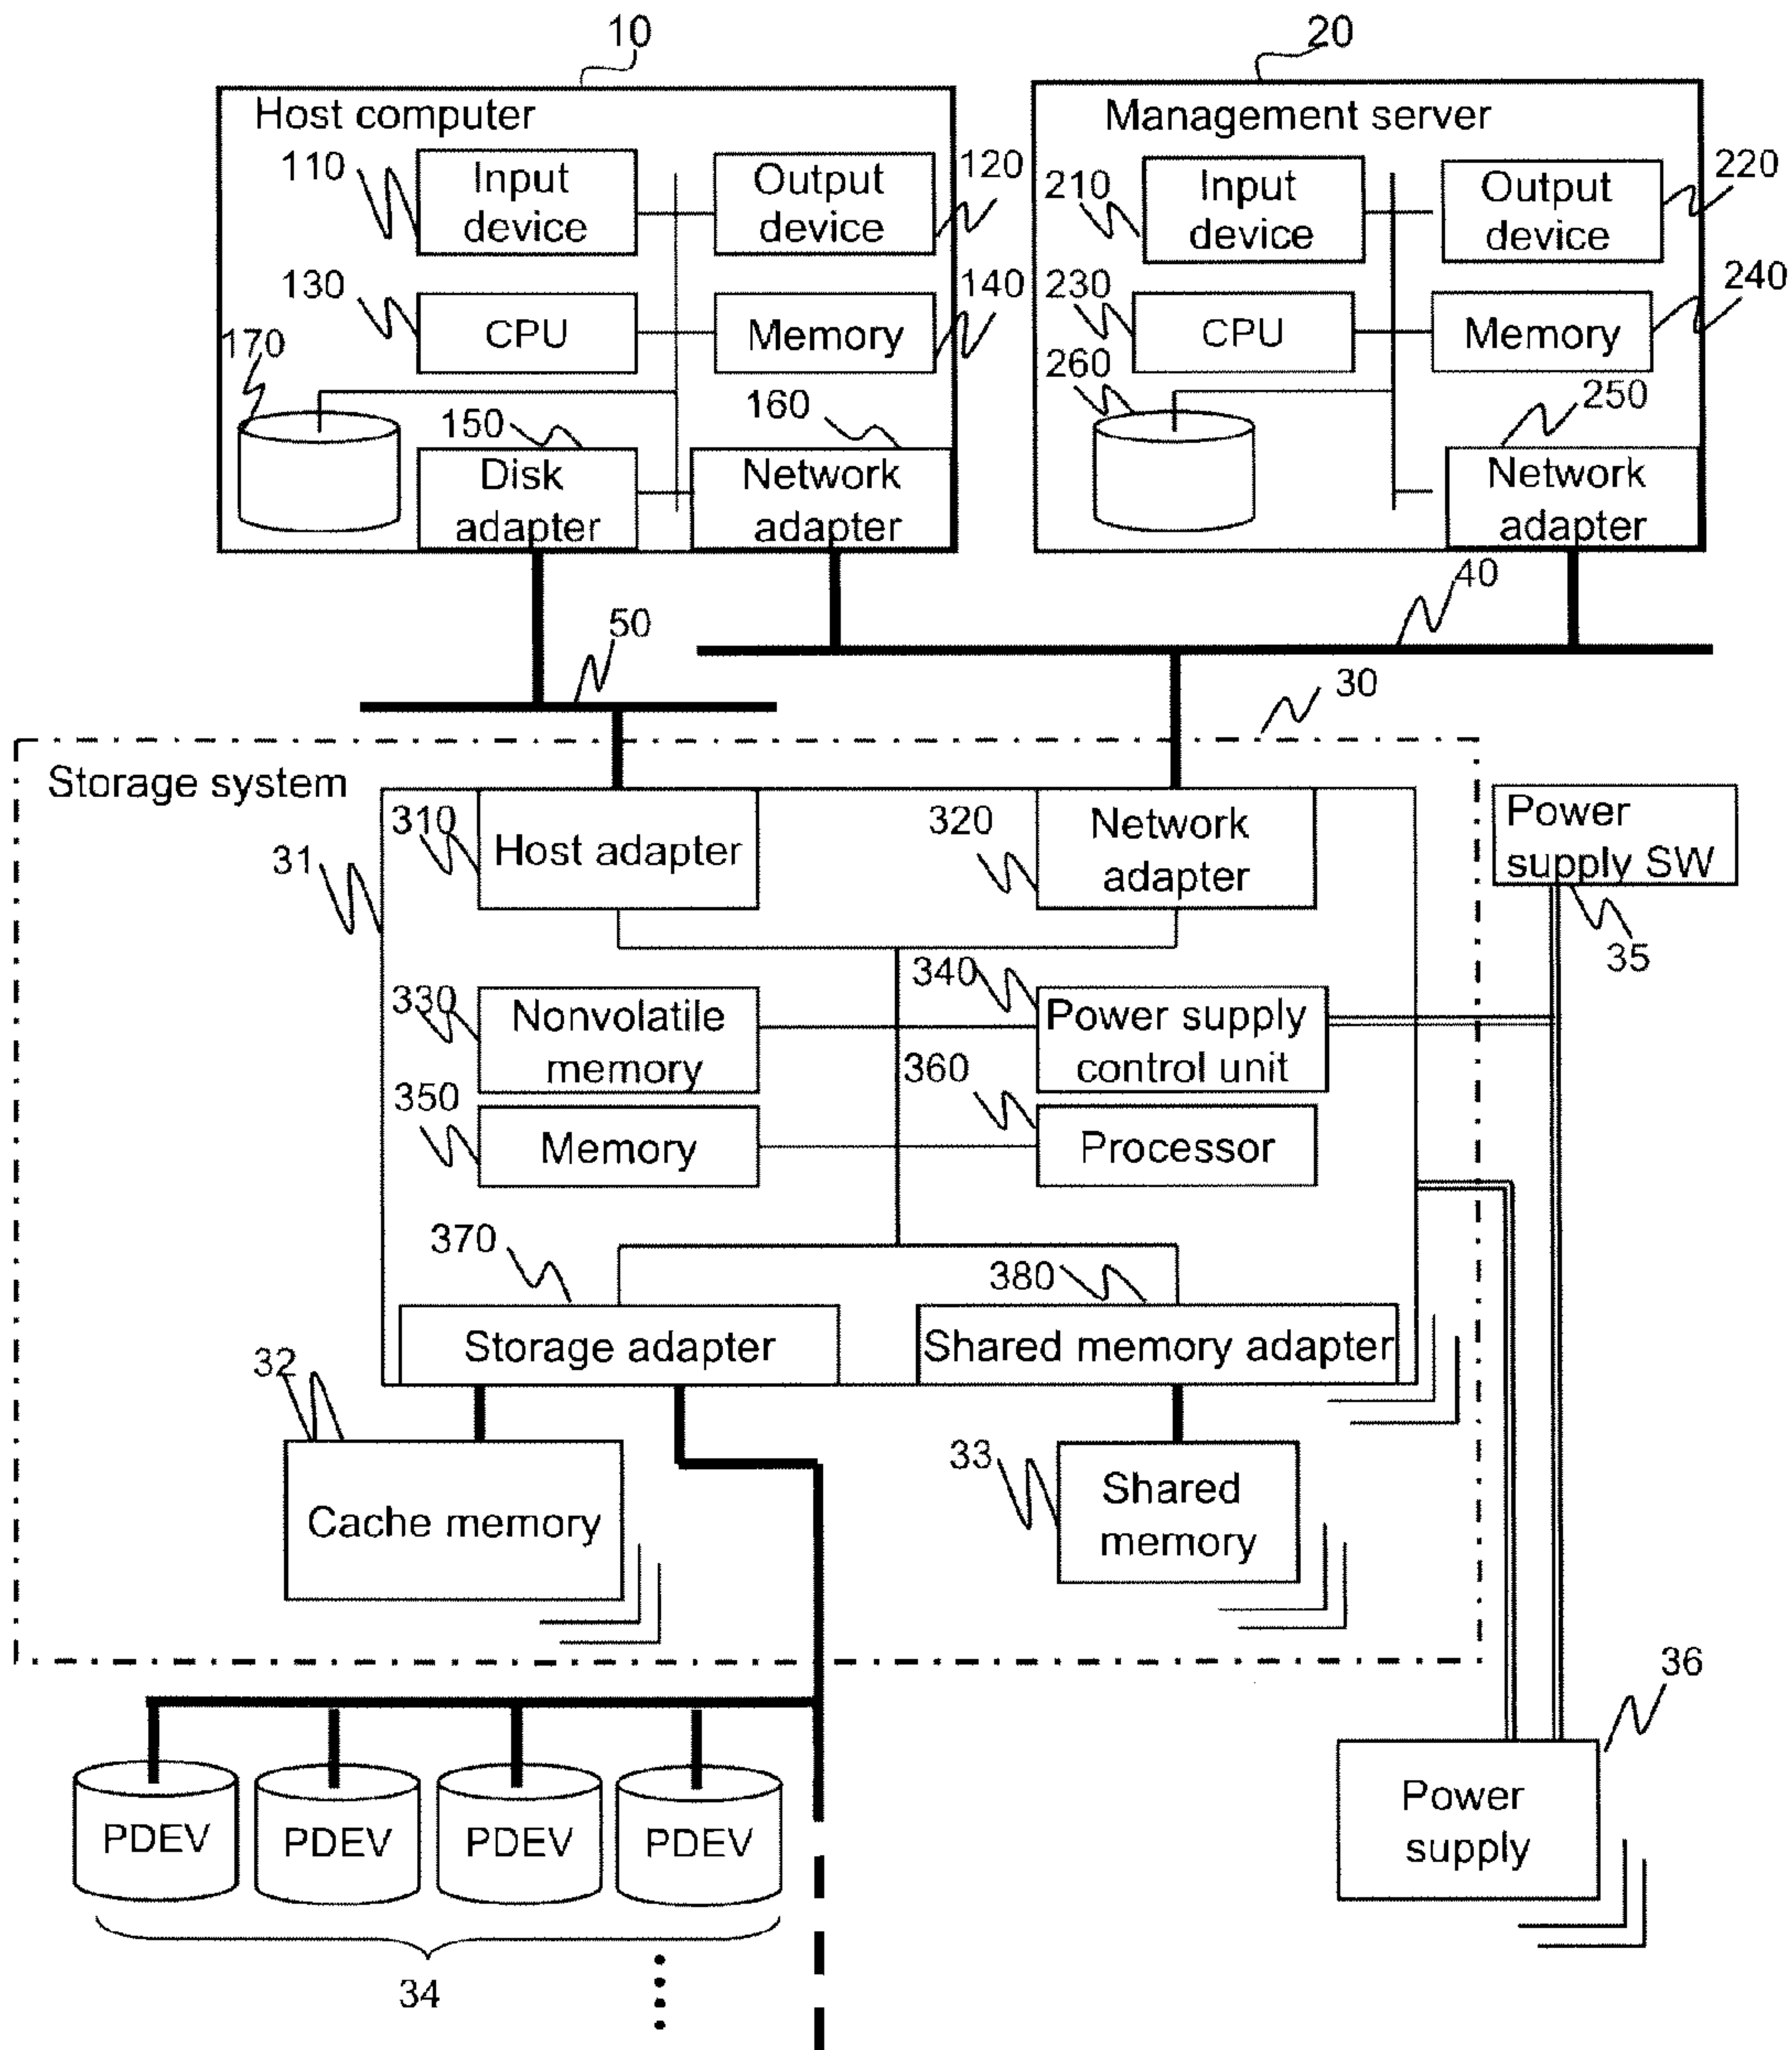 10
20
Host computer
Management server
110
Input
device
Output
device
120
210
Input
device
Output
device
220
130
CPU
Memory
140
230
CPU
Memory
240
170
150
160
260
250
Disk
adapter
Network
adapter
Network
adapter
50
40
30
Storage system
310
Host adapter
320
Network
adapter
Power
supply SW
31
35
330
Nonvolatile
memory
340
Power supply
control unit
350
Memory
360
Processor
370
380
Storage adapter
Shared memory adapter
32
Cache memory
33
Shared
memory
36
PDEV
PDEV
PDEV
PDEV
Power
supply
34